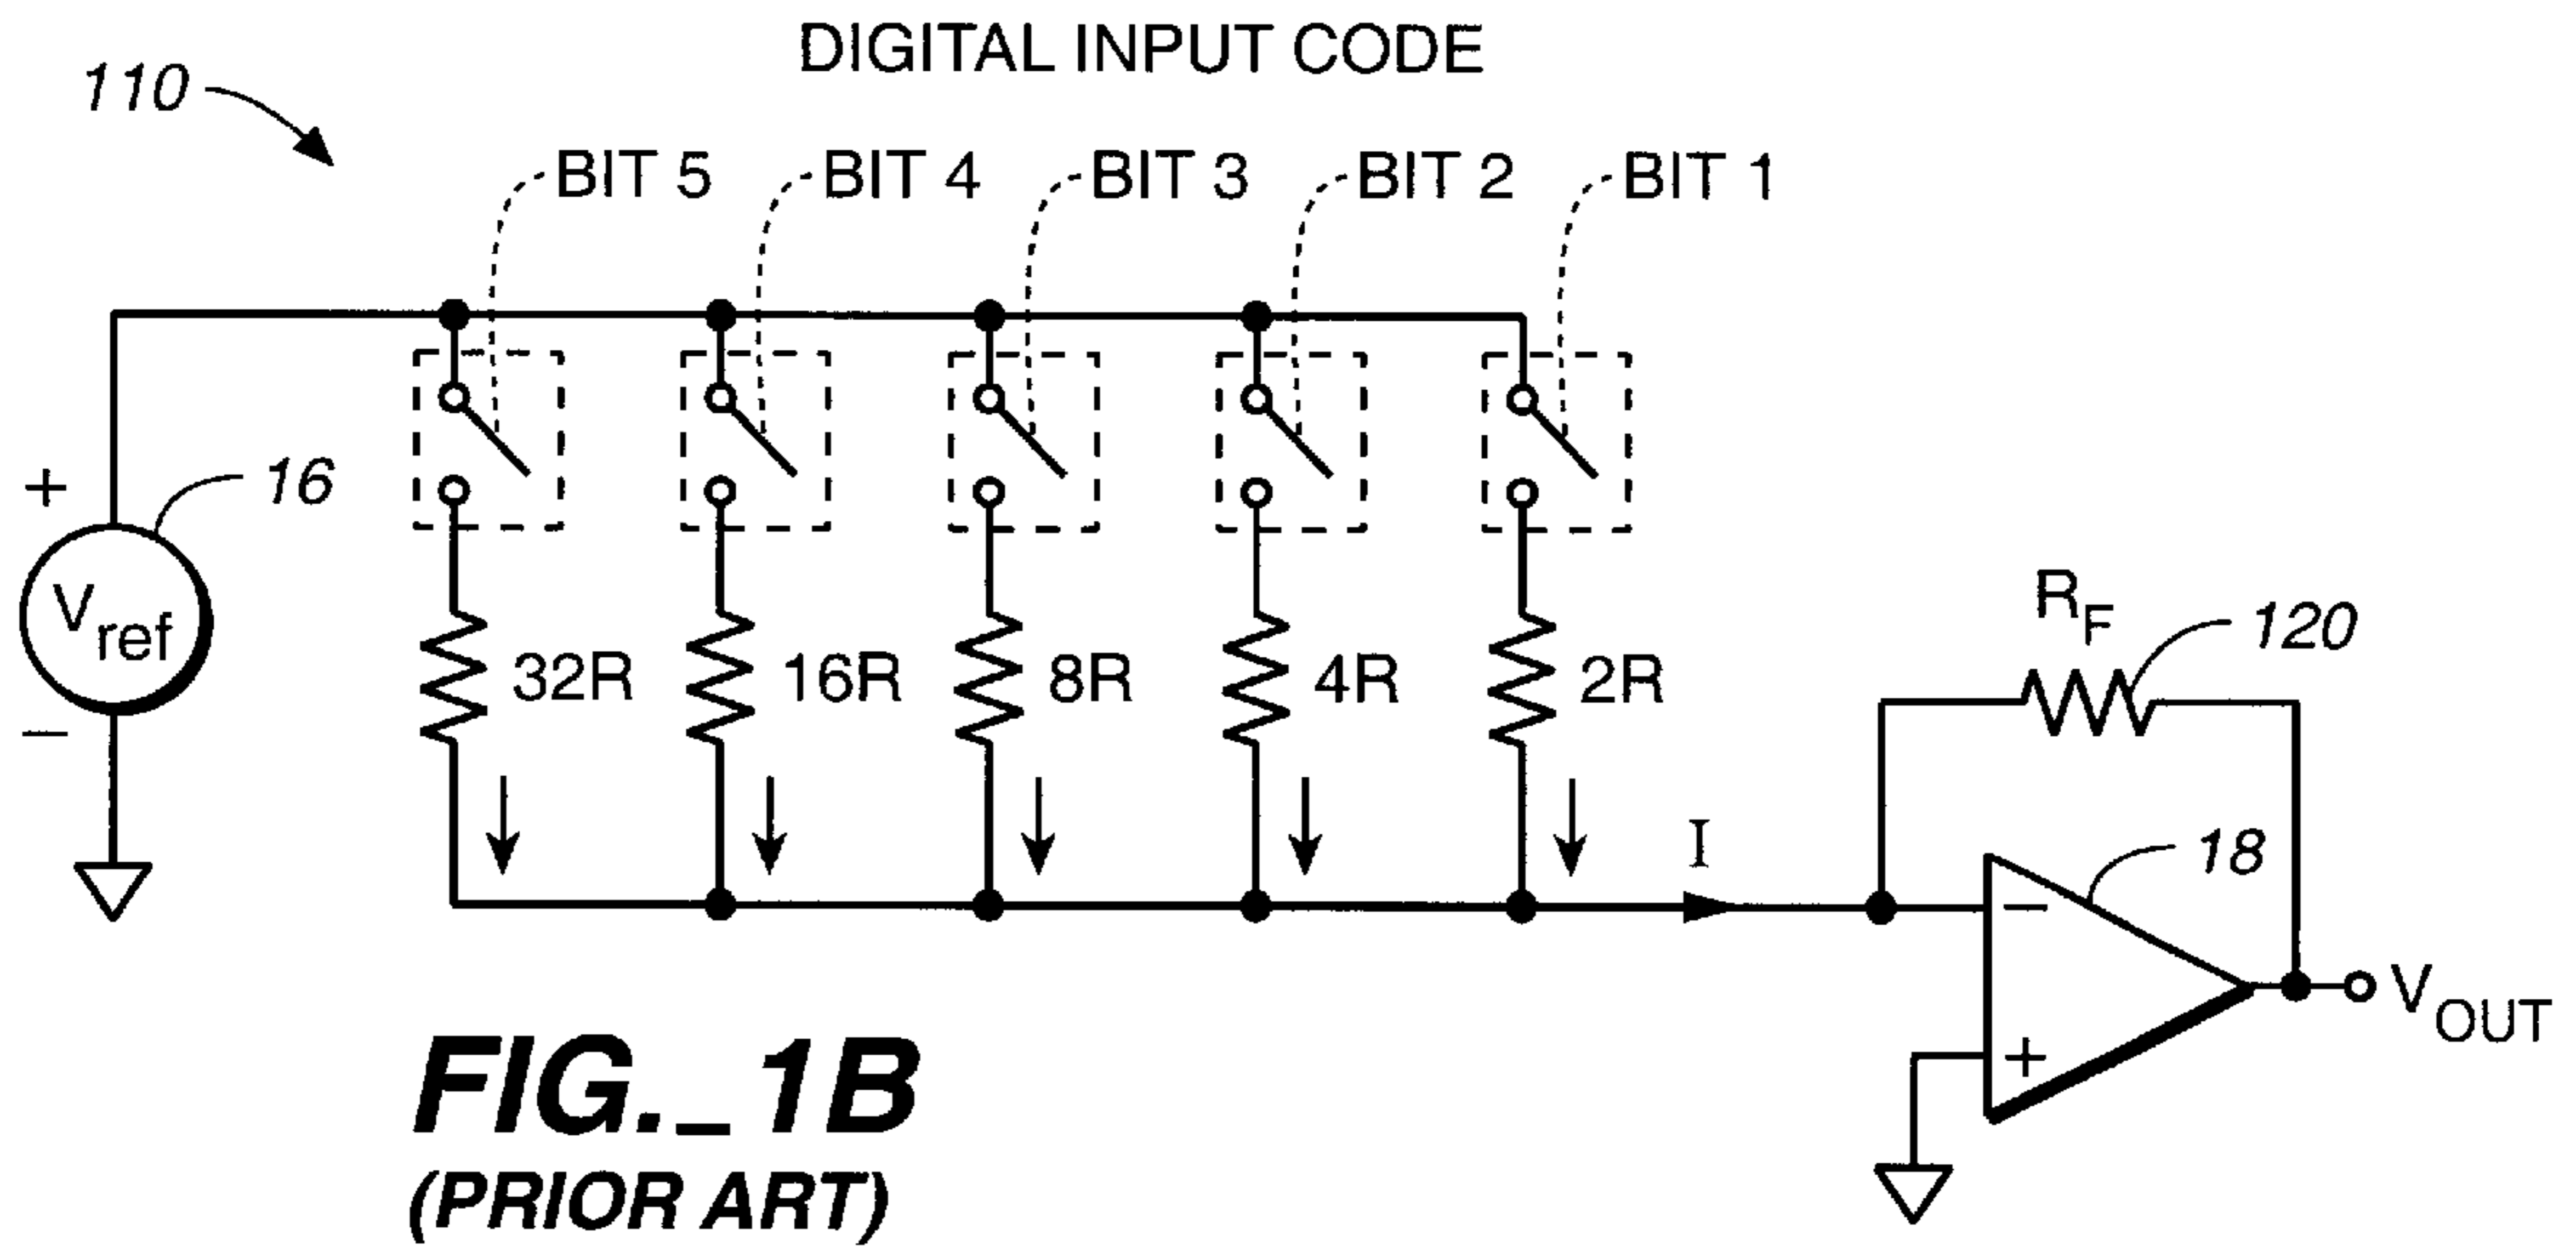 DIGITAL INPUT CODE
110
BIT 5 BIT 4 BIT 3 BIT 2 BIT 1
+
16
Vref
−
32R 16R 8R 4R 2R
RF
120
I
18
−
+
VOUT
FIG._1B
(PRIOR ART)